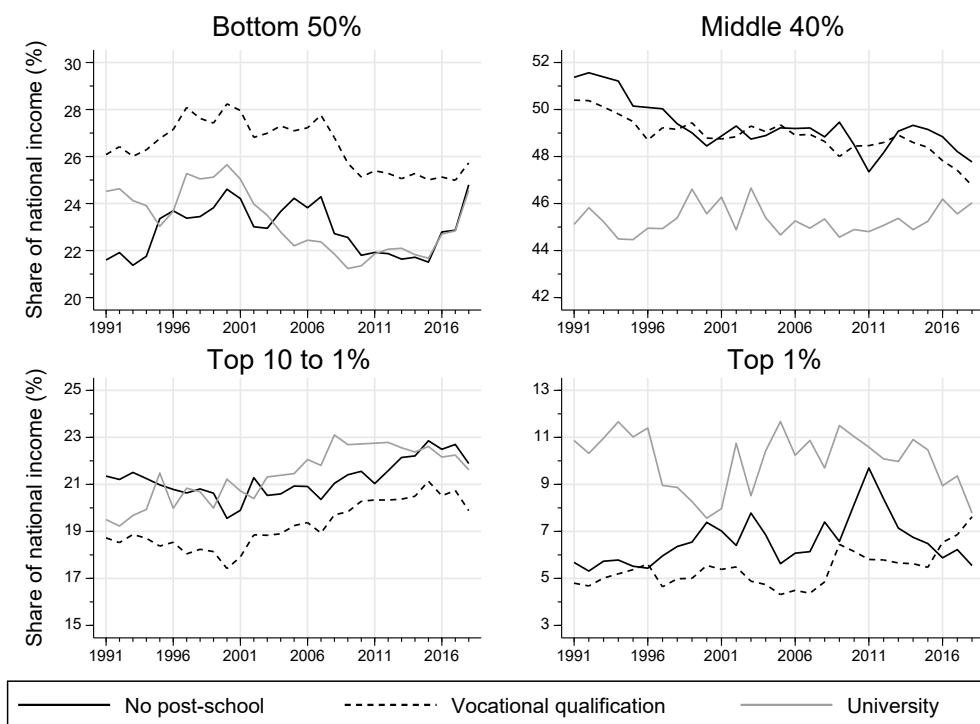 Bottom 50%
Share of national income (%)
30
28
26
24
22
20
1991 1996 2001 2006 2011 2016
Middle 40%
52
50
48
46
44
42
1991 1996 2001 2006 2011 2016
Top 10 to 1%
Share of national income (%)
25
23
21
19
17
15
1991 1996 2001 2006 2011 2016
Top 1%
13
11
9
7
5
3
1991 1996 2001 2006 2011 2016
No post-school Vocational qualification University